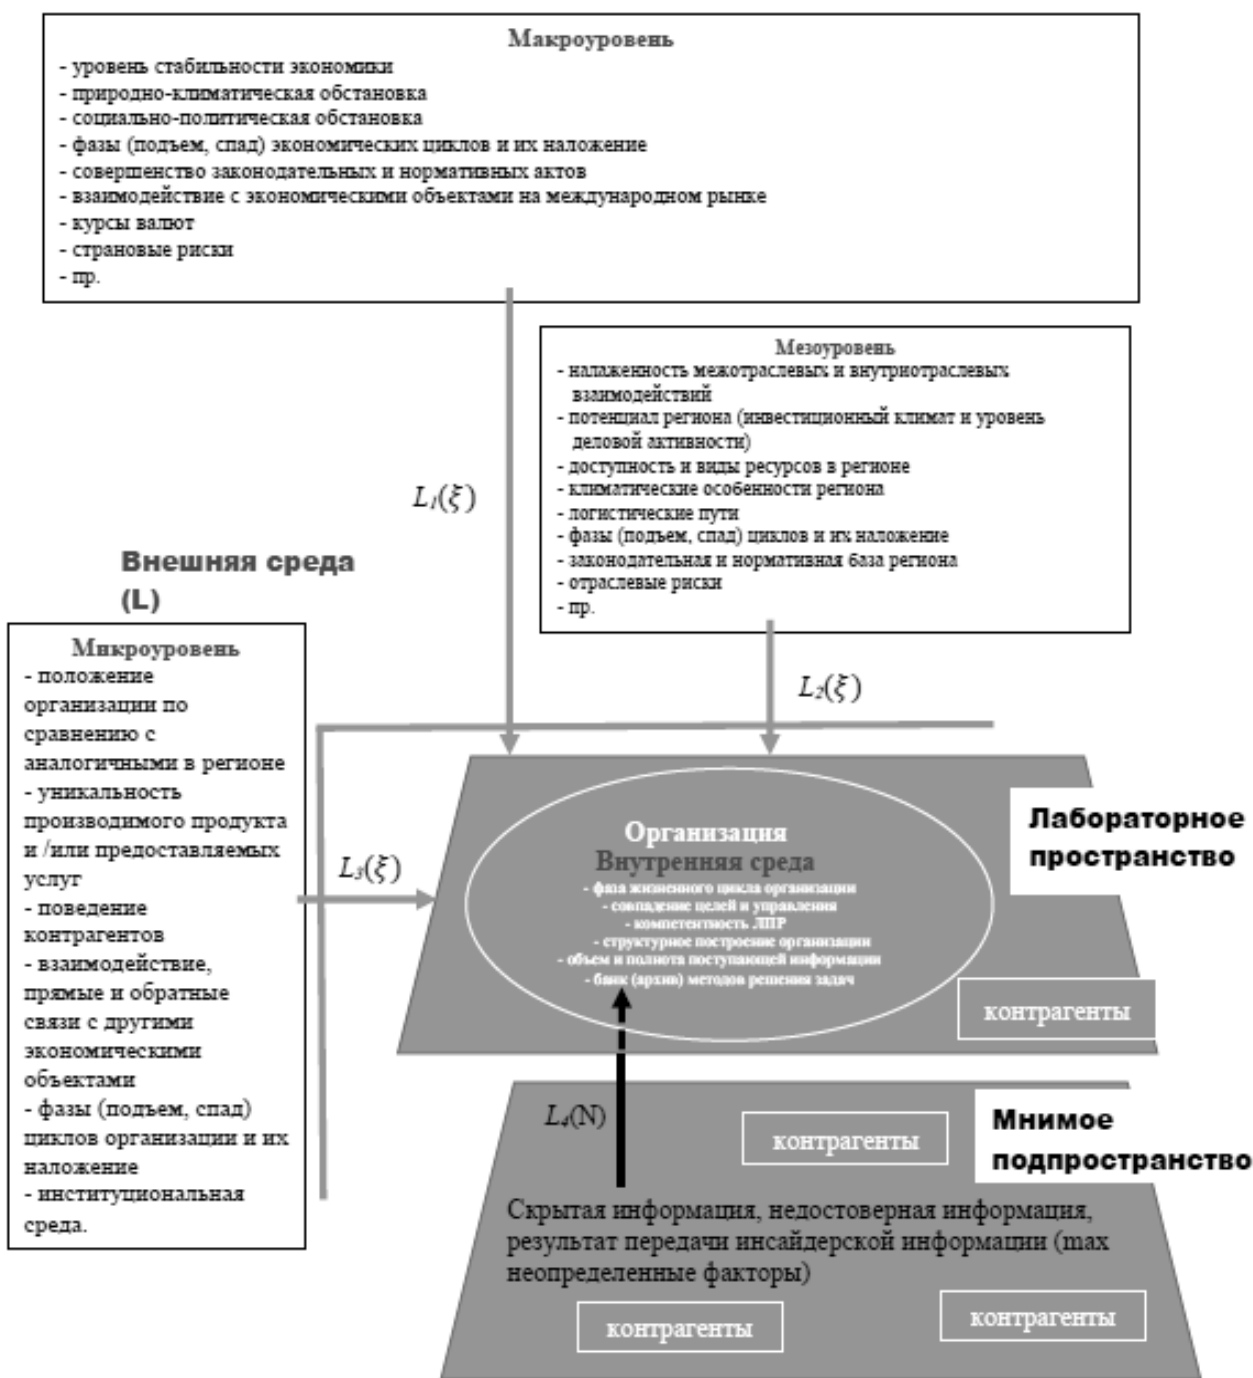 Макроуровень
- уровень стабильности экономики
- природно-климатическая обстановка
- социально-политическая обстановка
- фазы (подъем, спад) экономических циклов и их наложение
- совершенство законодательных и нормативных актов
- взаимодействие с экономическими объектами на международном рынке
- курсы валют
- страновые риски
- пр.
Мезоуровень
- налаженность межотраслевых и внутриотраслевых
взаимодействий
- потенциал региона (инвестиционный климат и уровень
деловой активности)
- доступность и виды ресурсов в регионе
- климатические особенности региона
- логистические пути
- фазы (подъем, спад) циклов и их наложение
- законодательная и нормативная база региона
- отраслевые риски
- пр.
L₁(ξ)
L₂(ξ)
Внешняя среда
(L)
Микроуровень
- положение
организации по
сравнению с
аналогичными в регионе
- уникальность
производимого продукта
и /или предоставляемых
услуг
- поведение
контрагентов
- взаимодействие,
прямые и обратные
связи с другими
экономическими
объектами
- фазы (подъем, спад)
циклов организации и их
наложение
- институциональная
среда.
L₃(ξ)
Организация
Внутренняя среда
- фаза жизненного цикла организации
- совпадение целей и управления
- компетентность ЛПР
- структурное построение организации
- объем и полнота поступающей информации
- банк (архив) методов решения задач
Лабораторное
пространство
контрагенты
L₄(N)
контрагенты
Мнимое
подпространство
Скрытая информация, недостоверная информация,
результат передачи инсайдерской информации (max
неопределенные факторы)
контрагенты
контрагенты